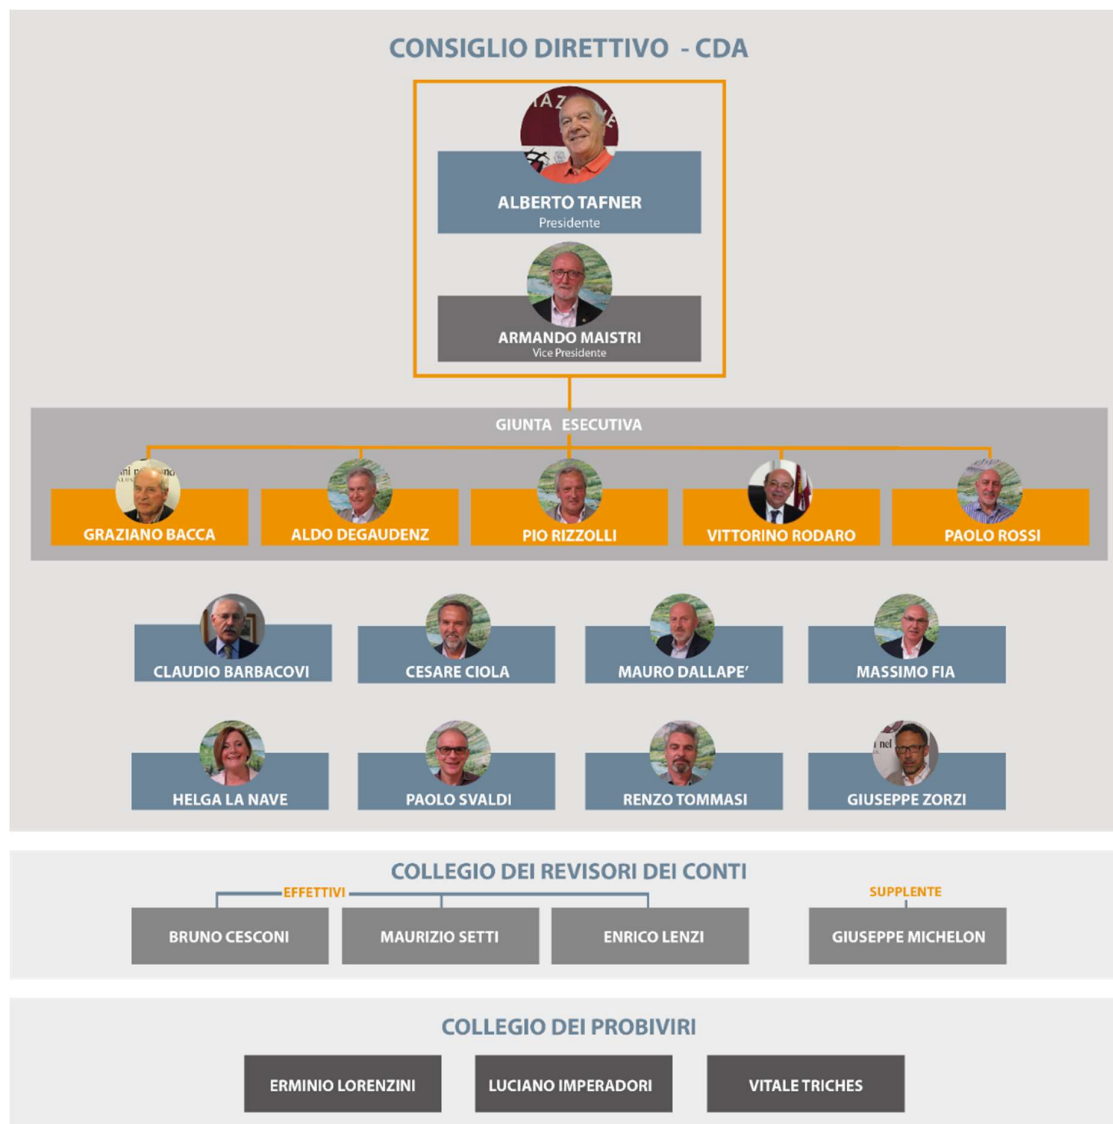 CONSIGLIO DIRETTIVO - CDA
ALBERTO TAFNER
Presidente
ARMANDO MAISTRI
Vice Presidente
GIUNTA ESECUTIVA
GRAZIANO BACCA
ALDO DEGAUDENZ
PIO RIZZOLLI
VITTORINO RODARO
PAOLO ROSSI
CLAUDIO BARBACOVI
CESARE CIOLA
MAURO DALLAPE'
MASSIMO FIA
HELGA LA NAVE
PAOLO SVALDI
RENZO TOMMASI
GIUSEPPE ZORZI
COLLEGIO DEI REVISORI DEI CONTI
EFFETTIVI
SUPPLENTE
BRUNO CESCONI
MAURIZIO SETTI
ENRICO LENZI
GIUSEPPE MICHELON
COLLEGIO DEI PROBIVIRI
ERMINIO LORENZINI
LUCIANO IMPERADORI
VITALE TRICHES